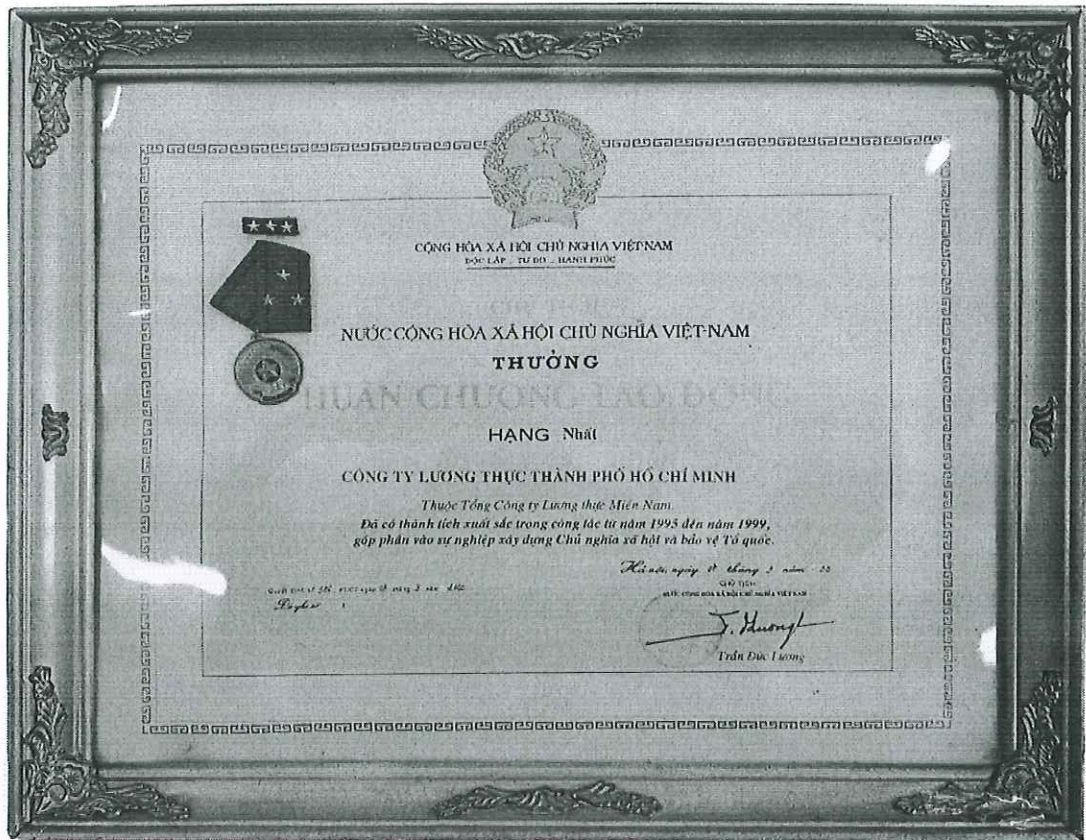 CỘNG HÒA XÃ HỘI CHỦ NGHĨA VIỆT NAM
ĐỘC LẬP _ TỰ DO _ HẠNH PHÚC
NƯỚC CỘNG HÒA XÃ HỘI CHỦ NGHĨA VIỆT NAM
THƯỞNG
HUÂN CHƯƠNG LAO ĐỘNG
HẠNG Nhất
CÔNG TY LƯƠNG THỰC THÀNH PHỐ HỒ CHÍ MINH
Thuộc Tổng Công ty Lương thực Miền Nam.
Đã có thành tích xuất sắc trong công tác từ năm 1995 đến năm 1999,
góp phần vào sự nghiệp xây dựng Chủ nghĩa xã hội và bảo vệ Tổ quốc.
Hà nội, ngày tháng 3 năm
CHỦ TỊCH
NƯỚC CỘNG HÒA XÃ HỘI CHỦ NGHĨA VIỆT NAM
Trần Đức Lương